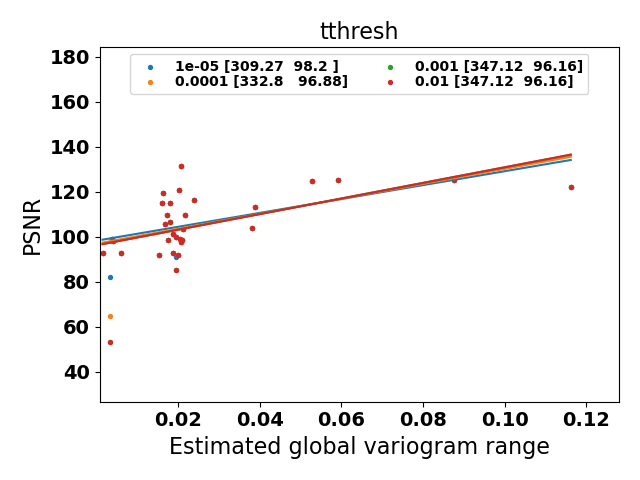 tthresh
1e-05 [309.27  98.2 ]
0.0001 [332.8   96.88]
0.001 [347.12  96.16]
0.01 [347.12  96.16]
180
160
140
120
100
80
60
40
PSNR
0.02 0.04 0.06 0.08 0.10 0.12
Estimated global variogram range